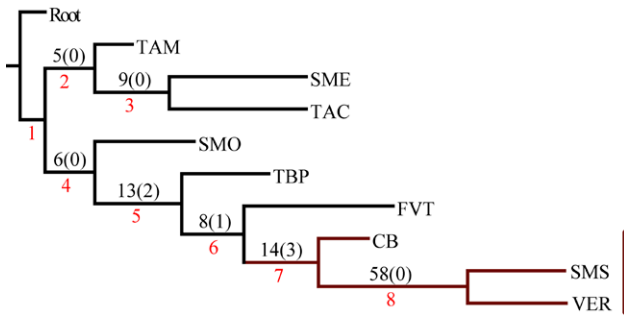 Root
5(0)
TAM
2
9(0)
SME
3
TAC
1
6(0)
SMO
4
13(2)
TBP
5
8(1)
FVT
6
14(3)
CB
7
58(0)
SMS
8
VER